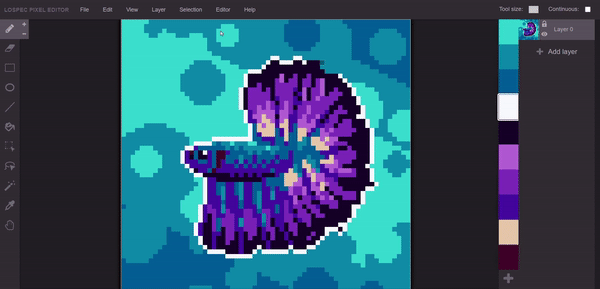 LOSPEC PIXEL EDITOR File Edit View Layer Selection Editor Help Tool size: Continuous:
+
-
Layer 0
+ Add layer
+